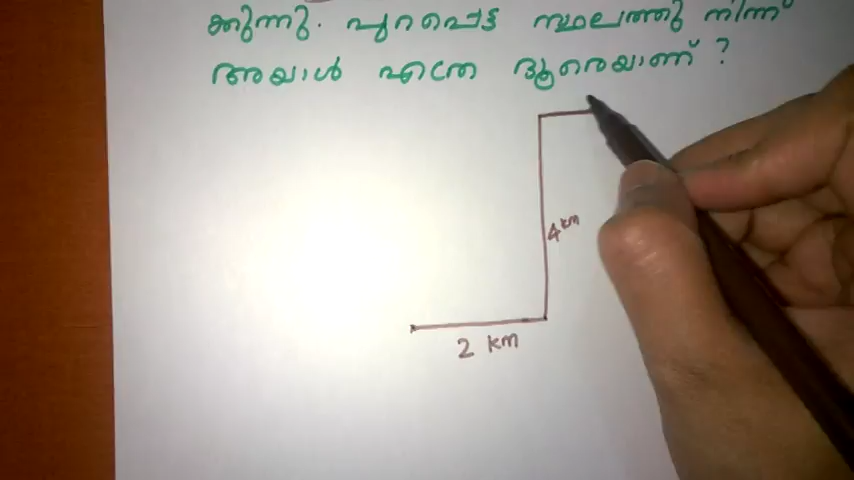 ക്കുന്നു. പുറപ്പെട്ട സ്ഥലത്തു നിന്ന്
അയാൾ എത്ര ദൂരെയാണ് ?
4 km
2 km